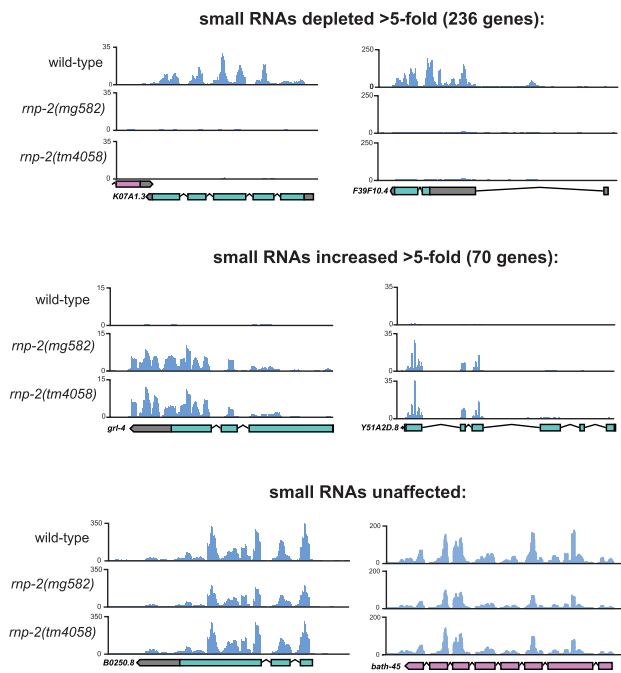 small RNAs depleted >5-fold (236 genes):
35 250
wild-type
0 0
35 250
rnp-2(mg582)
0 0
35 250
rnp-2(tm4058)
0 0
K07A1.3 F39F10.4
small RNAs increased >5-fold (70 genes):
15 35
wild-type
0 0
15 35
rnp-2(mg582)
0 0
15 35
rnp-2(tm4058)
0 0
grl-4 Y51A2D.8
small RNAs unaffected:
350 200
wild-type
0 0
350 200
rnp-2(mg582)
0 0
350 200
rnp-2(tm4058)
0 0
B0250.8 bath-45